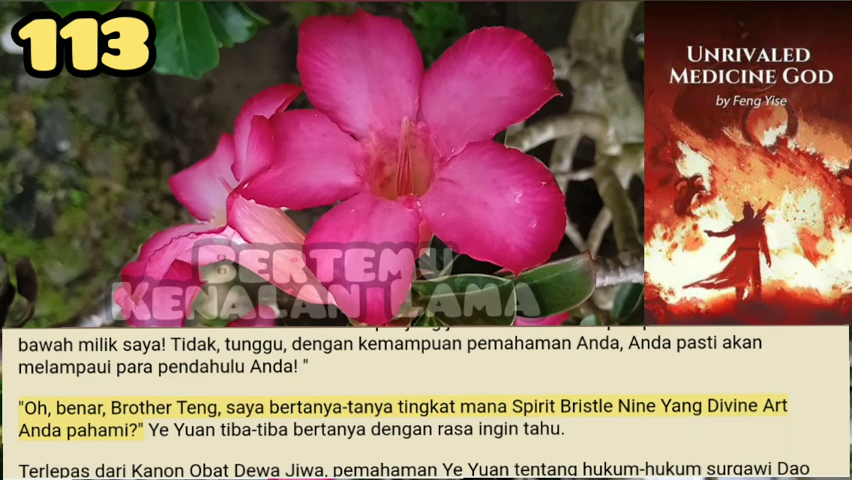 113
UNRIVALED
MEDICINE GOD
by Feng Yise
PERTEMU
KENALAN LAMA
bawah milik saya! Tidak, tunggu, dengan kemampuan pemahaman Anda, Anda pasti akan
melampaui para pendahulu Anda! "
"Oh, benar, Brother Teng, saya bertanya-tanya tingkat mana Spirit Bristle Nine Yang Divine Art
Anda pahami?" Ye Yuan tiba-tiba bertanya dengan rasa ingin tahu.
Terlepas dari Kanon Obat Dewa Jiwa, pemahaman Ye Yuan tentang hukum-hukum surgawi Dao